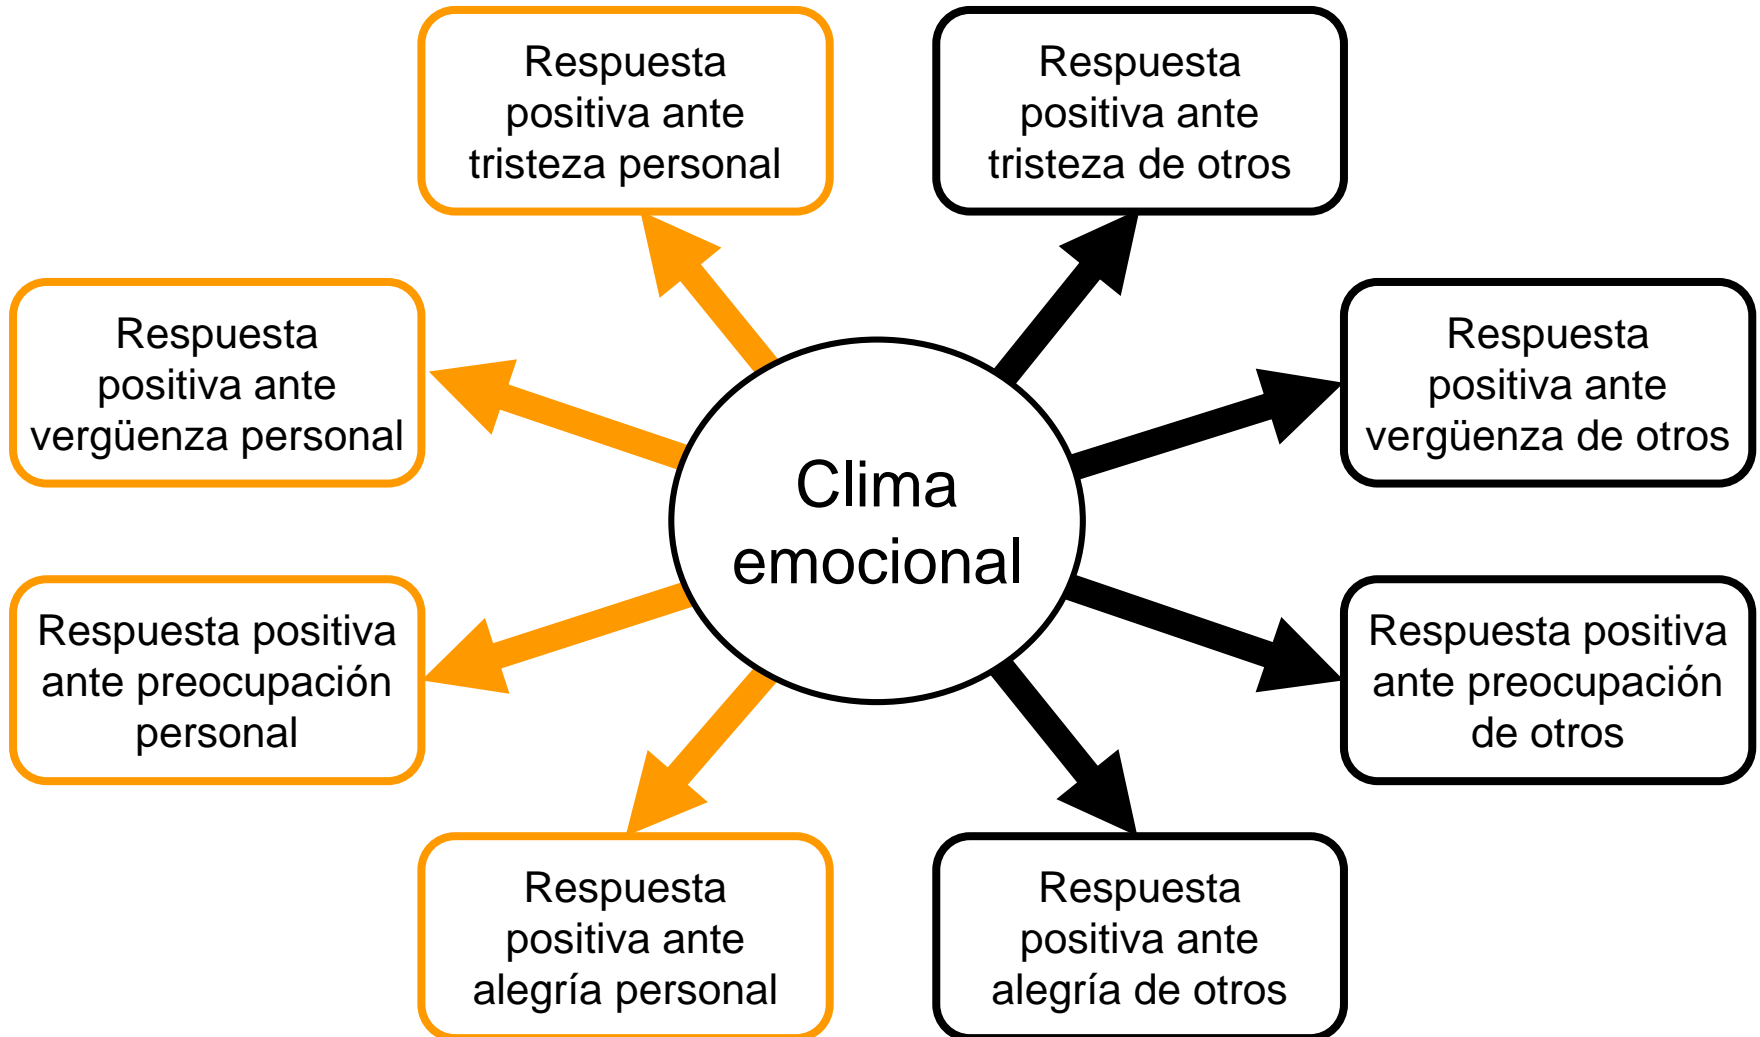 Respuesta
positiva ante
tristeza personal
Respuesta
positiva ante
tristeza de otros
Respuesta
positiva ante
vergüenza personal
Respuesta
positiva ante
vergüenza de otros
Clima
emocional
Respuesta positiva
ante preocupación
personal
Respuesta positiva
ante preocupación
de otros
Respuesta
positiva ante
alegría personal
Respuesta
positiva ante
alegría de otros